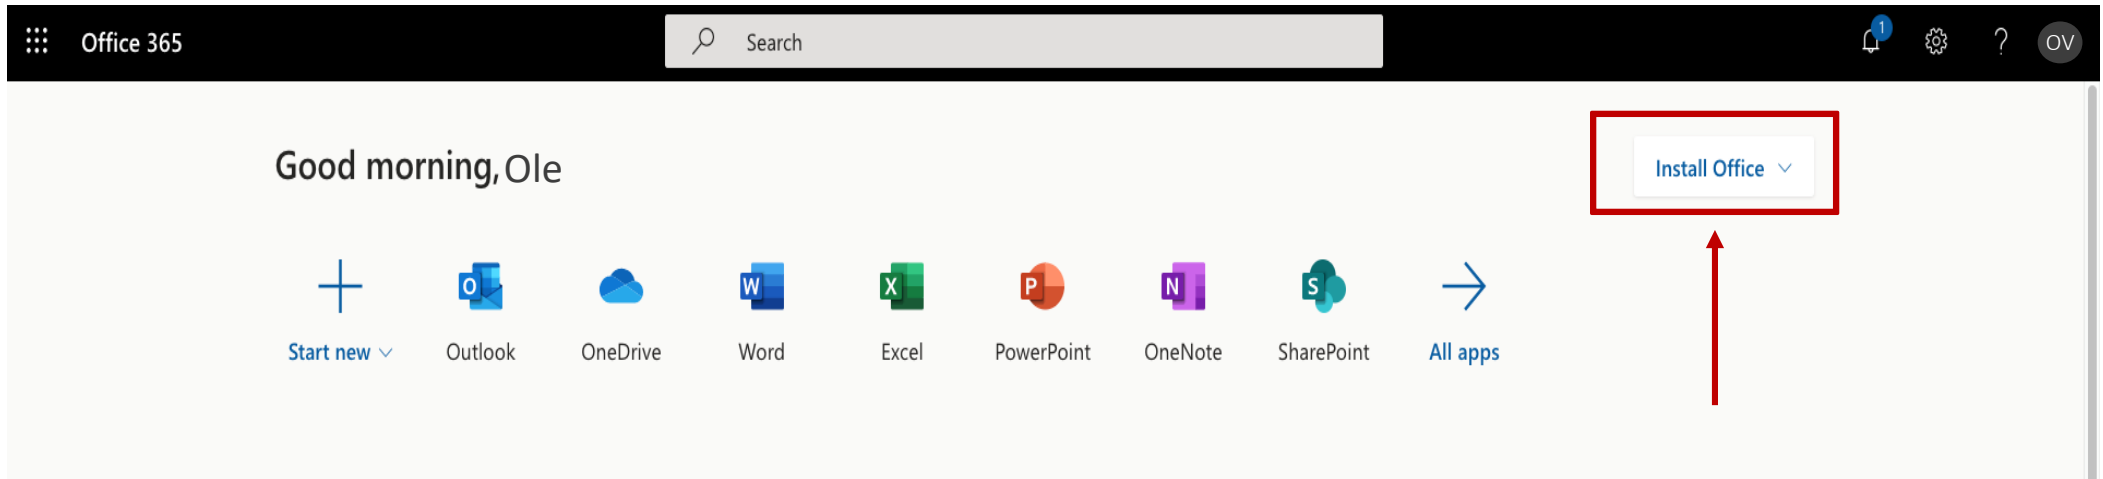 Office 365
Search
1
OV
Good morning, Ole
Install Office
Start new
Outlook
OneDrive
Word
Excel
PowerPoint
OneNote
SharePoint
All apps